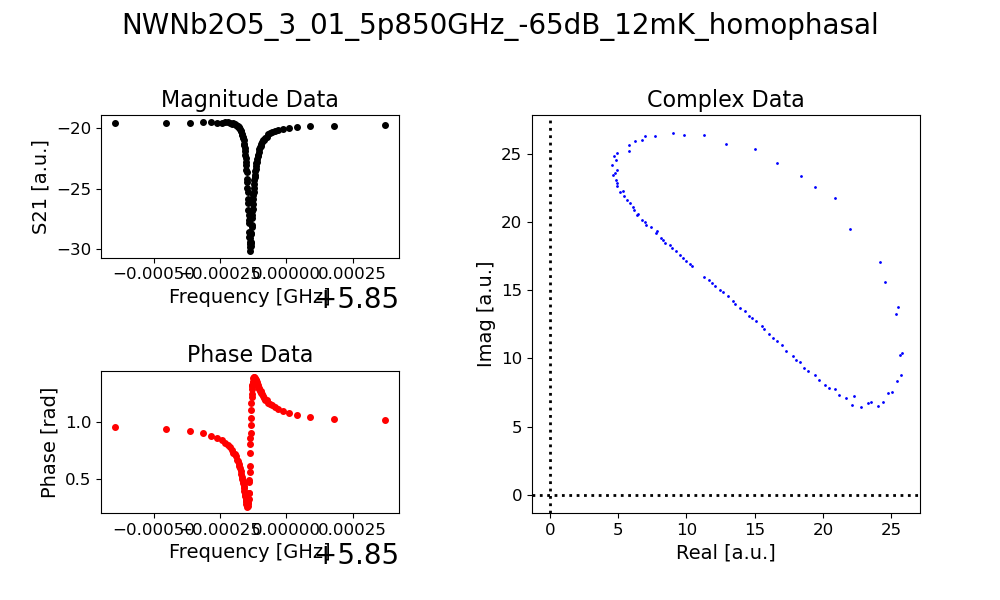 NWNb2O5_3_01_5p850GHz_-65dB_12mK_homophasal
Magnitude Data
S21 [a.u.]
−20
−25
−30
−0.00050
−0.00025
0.00000
0.00025
Frequency [GHz]
+5.85
Phase Data
Phase [rad]
1.0
0.5
−0.00050
−0.00025
0.00000
0.00025
Frequency [GHz]
+5.85
Complex Data
Imag [a.u.]
25
20
15
10
5
0
0
5
10
15
20
25
Real [a.u.]